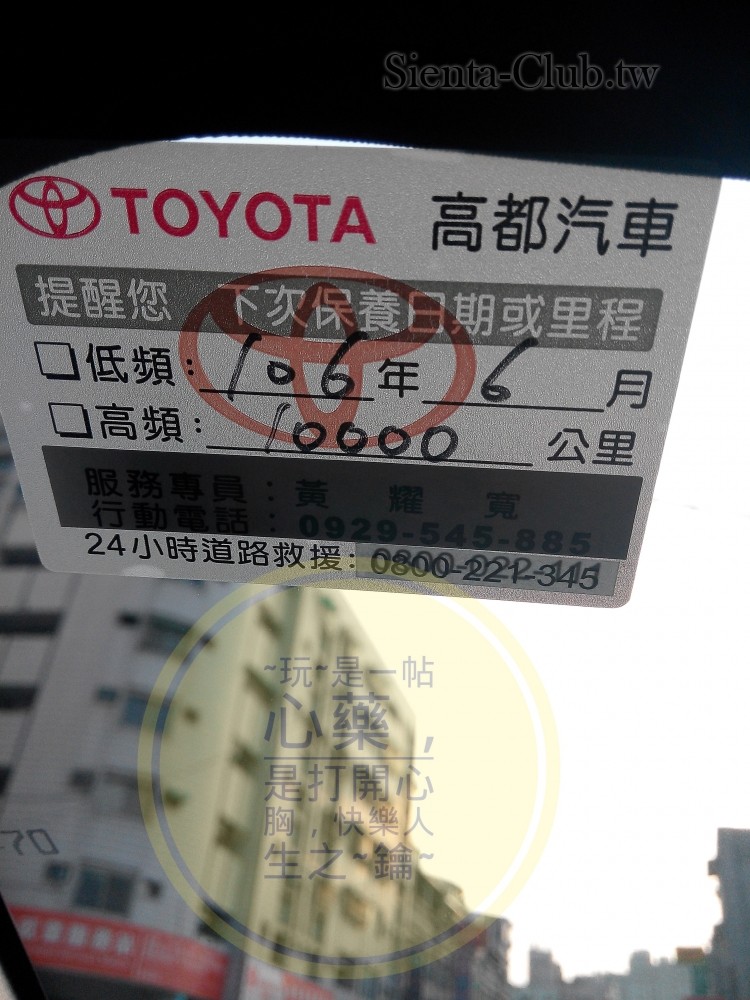 Sienta-Club.tw
TOYOTA 高都汽車
提醒您 下次保養日期或里程
☐低頻:106年6月
☐高頻:10000公里
服務專員:黃耀寬
行動電話:0929-545-885
24小時道路救援:0800-221-345
~玩~是一帖
心藥,
是打開心
胸,快樂人
生之~鑰~
70